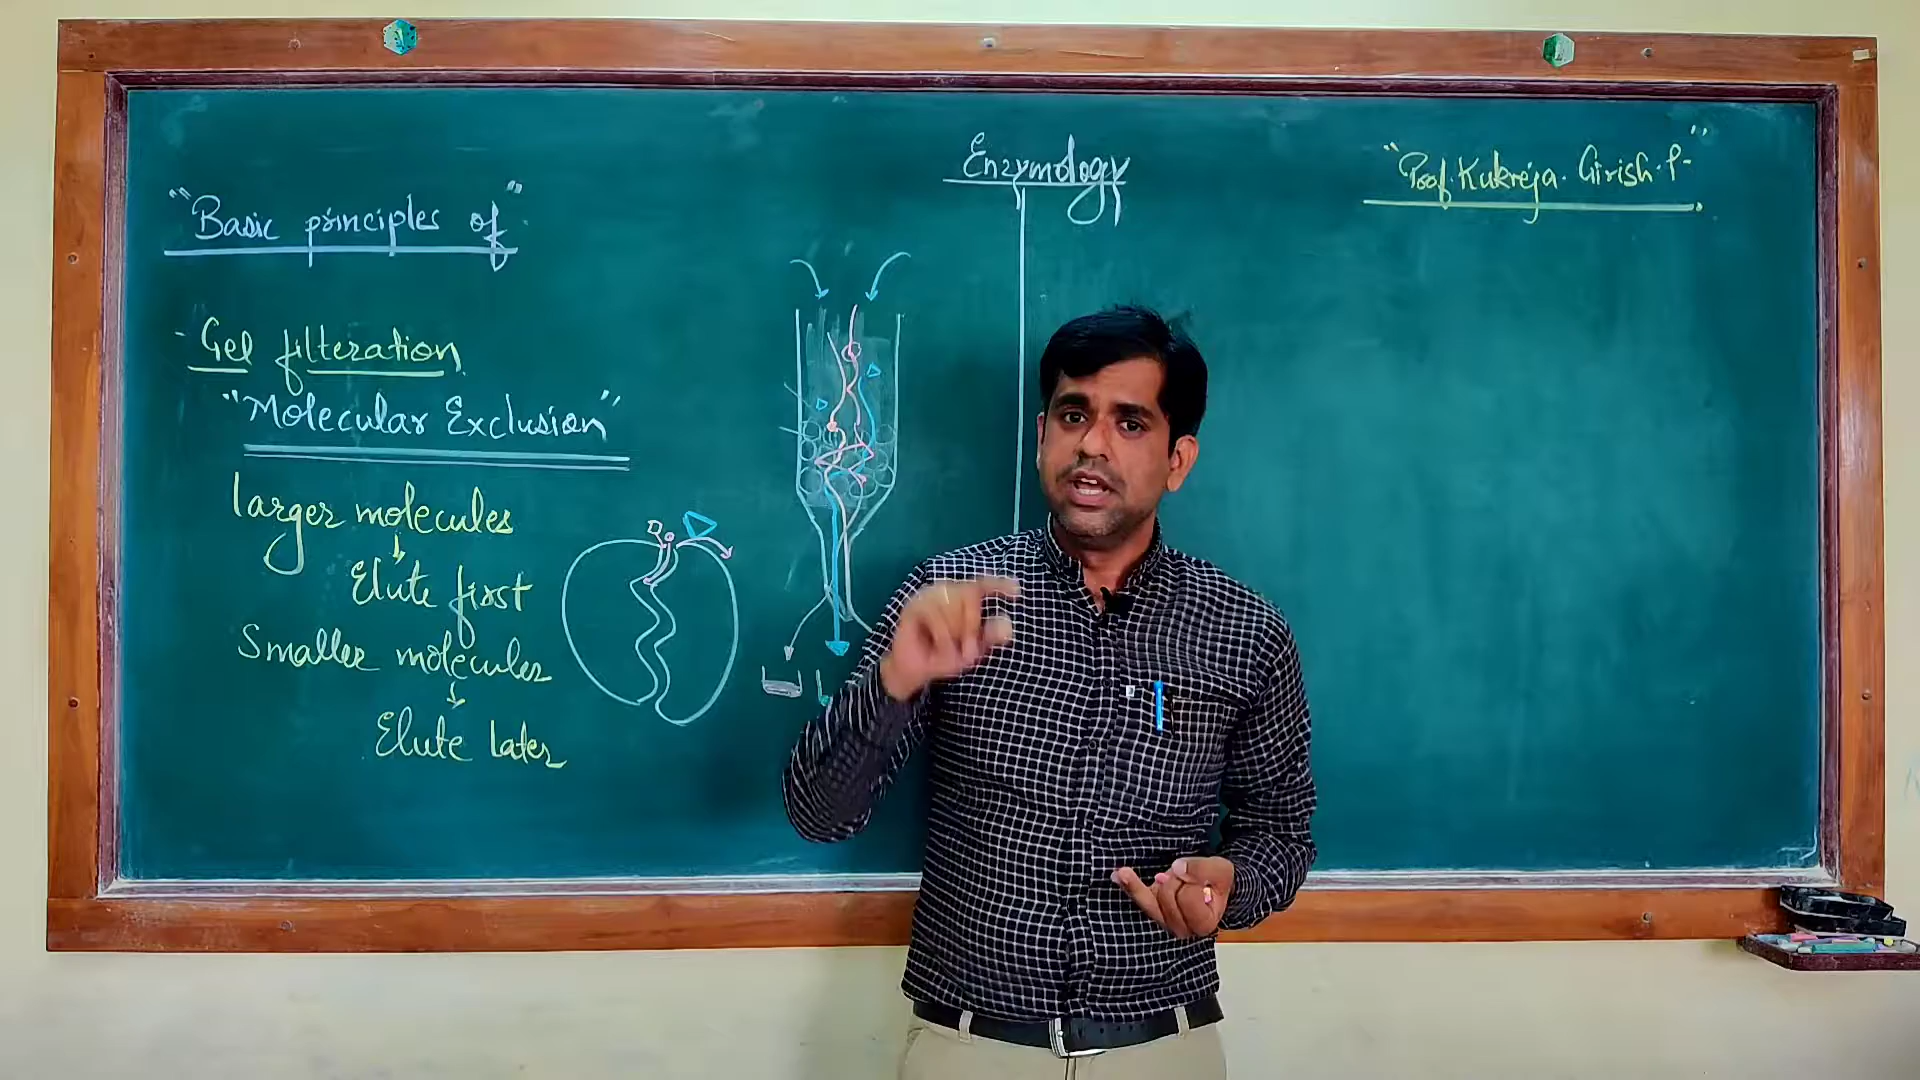 Enzymology
"Prof. Kukreja. Girish. P-"
"Basic principles of"
- Gel filteration
"Molecular Exclusion"
larger molecules
↓
Elute first
Smaller molecules
↓
Elute later